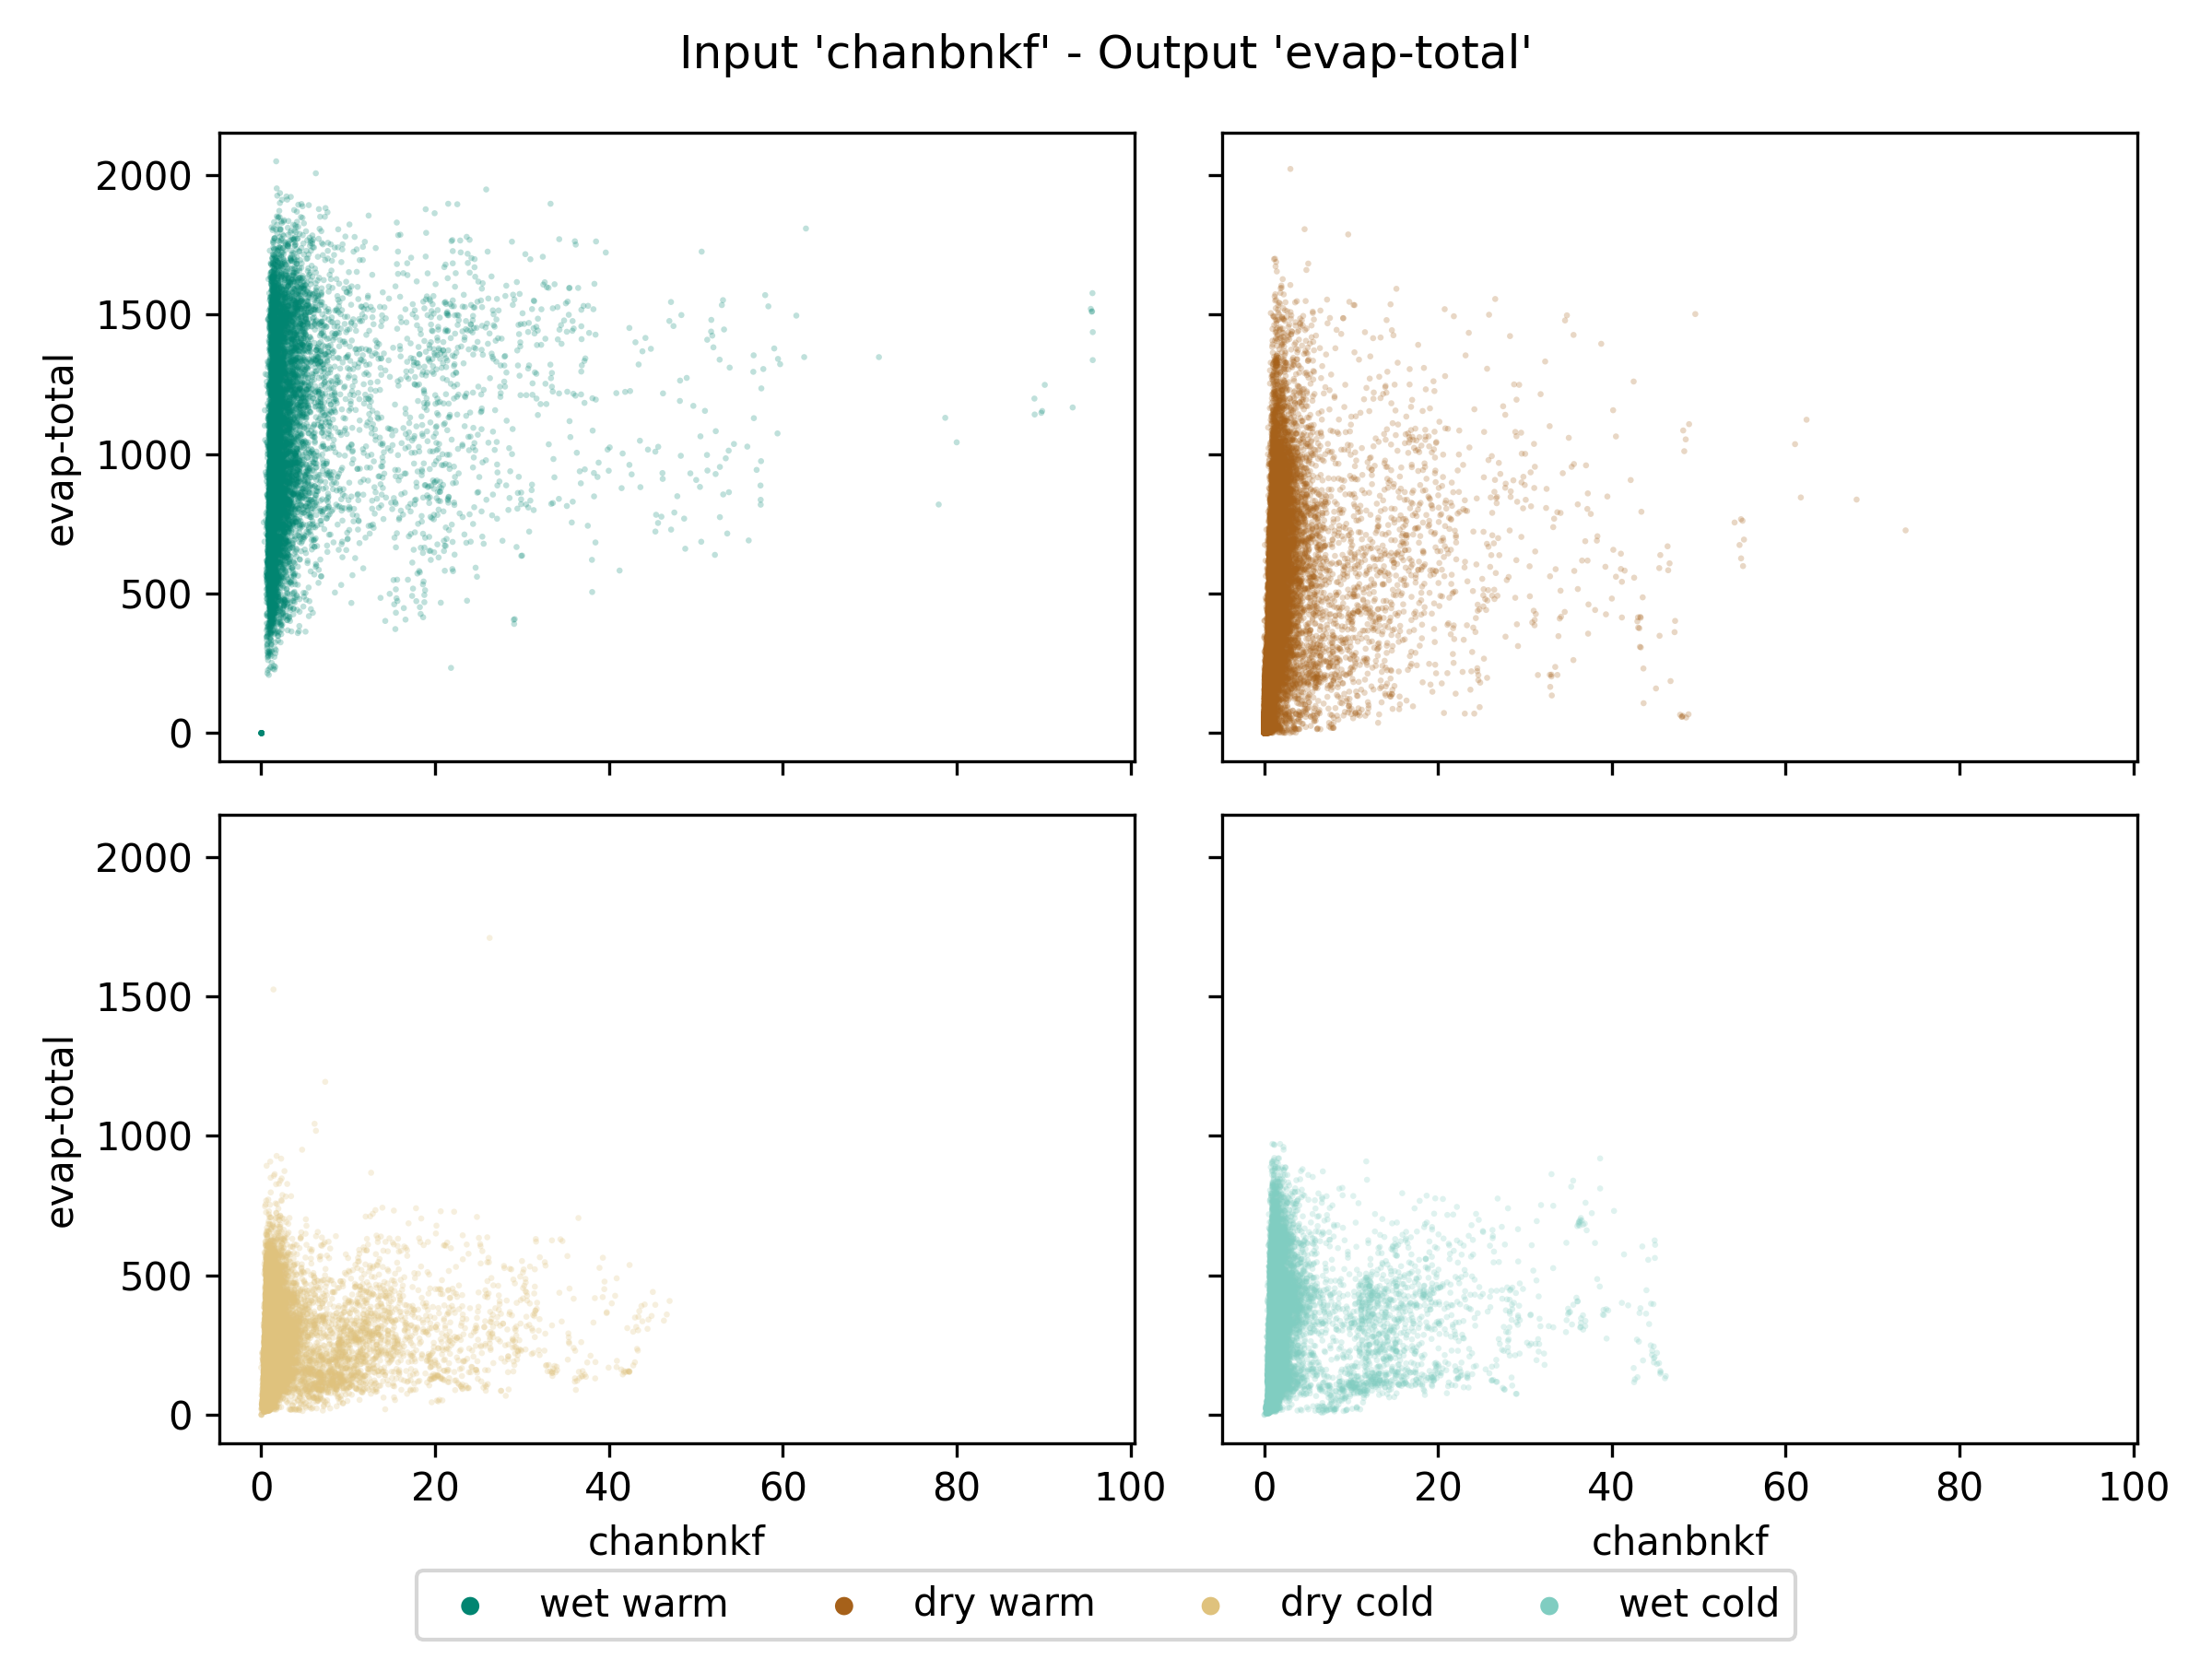 Input 'chanbnkf' - Output 'evap-total'
2000
1500
1000
500
0
evap-total
2000
1500
1000
500
0
evap-total
0 20 40 60 80 100
chanbnkf
0 20 40 60 80 100
chanbnkf
wet warm dry warm dry cold wet cold